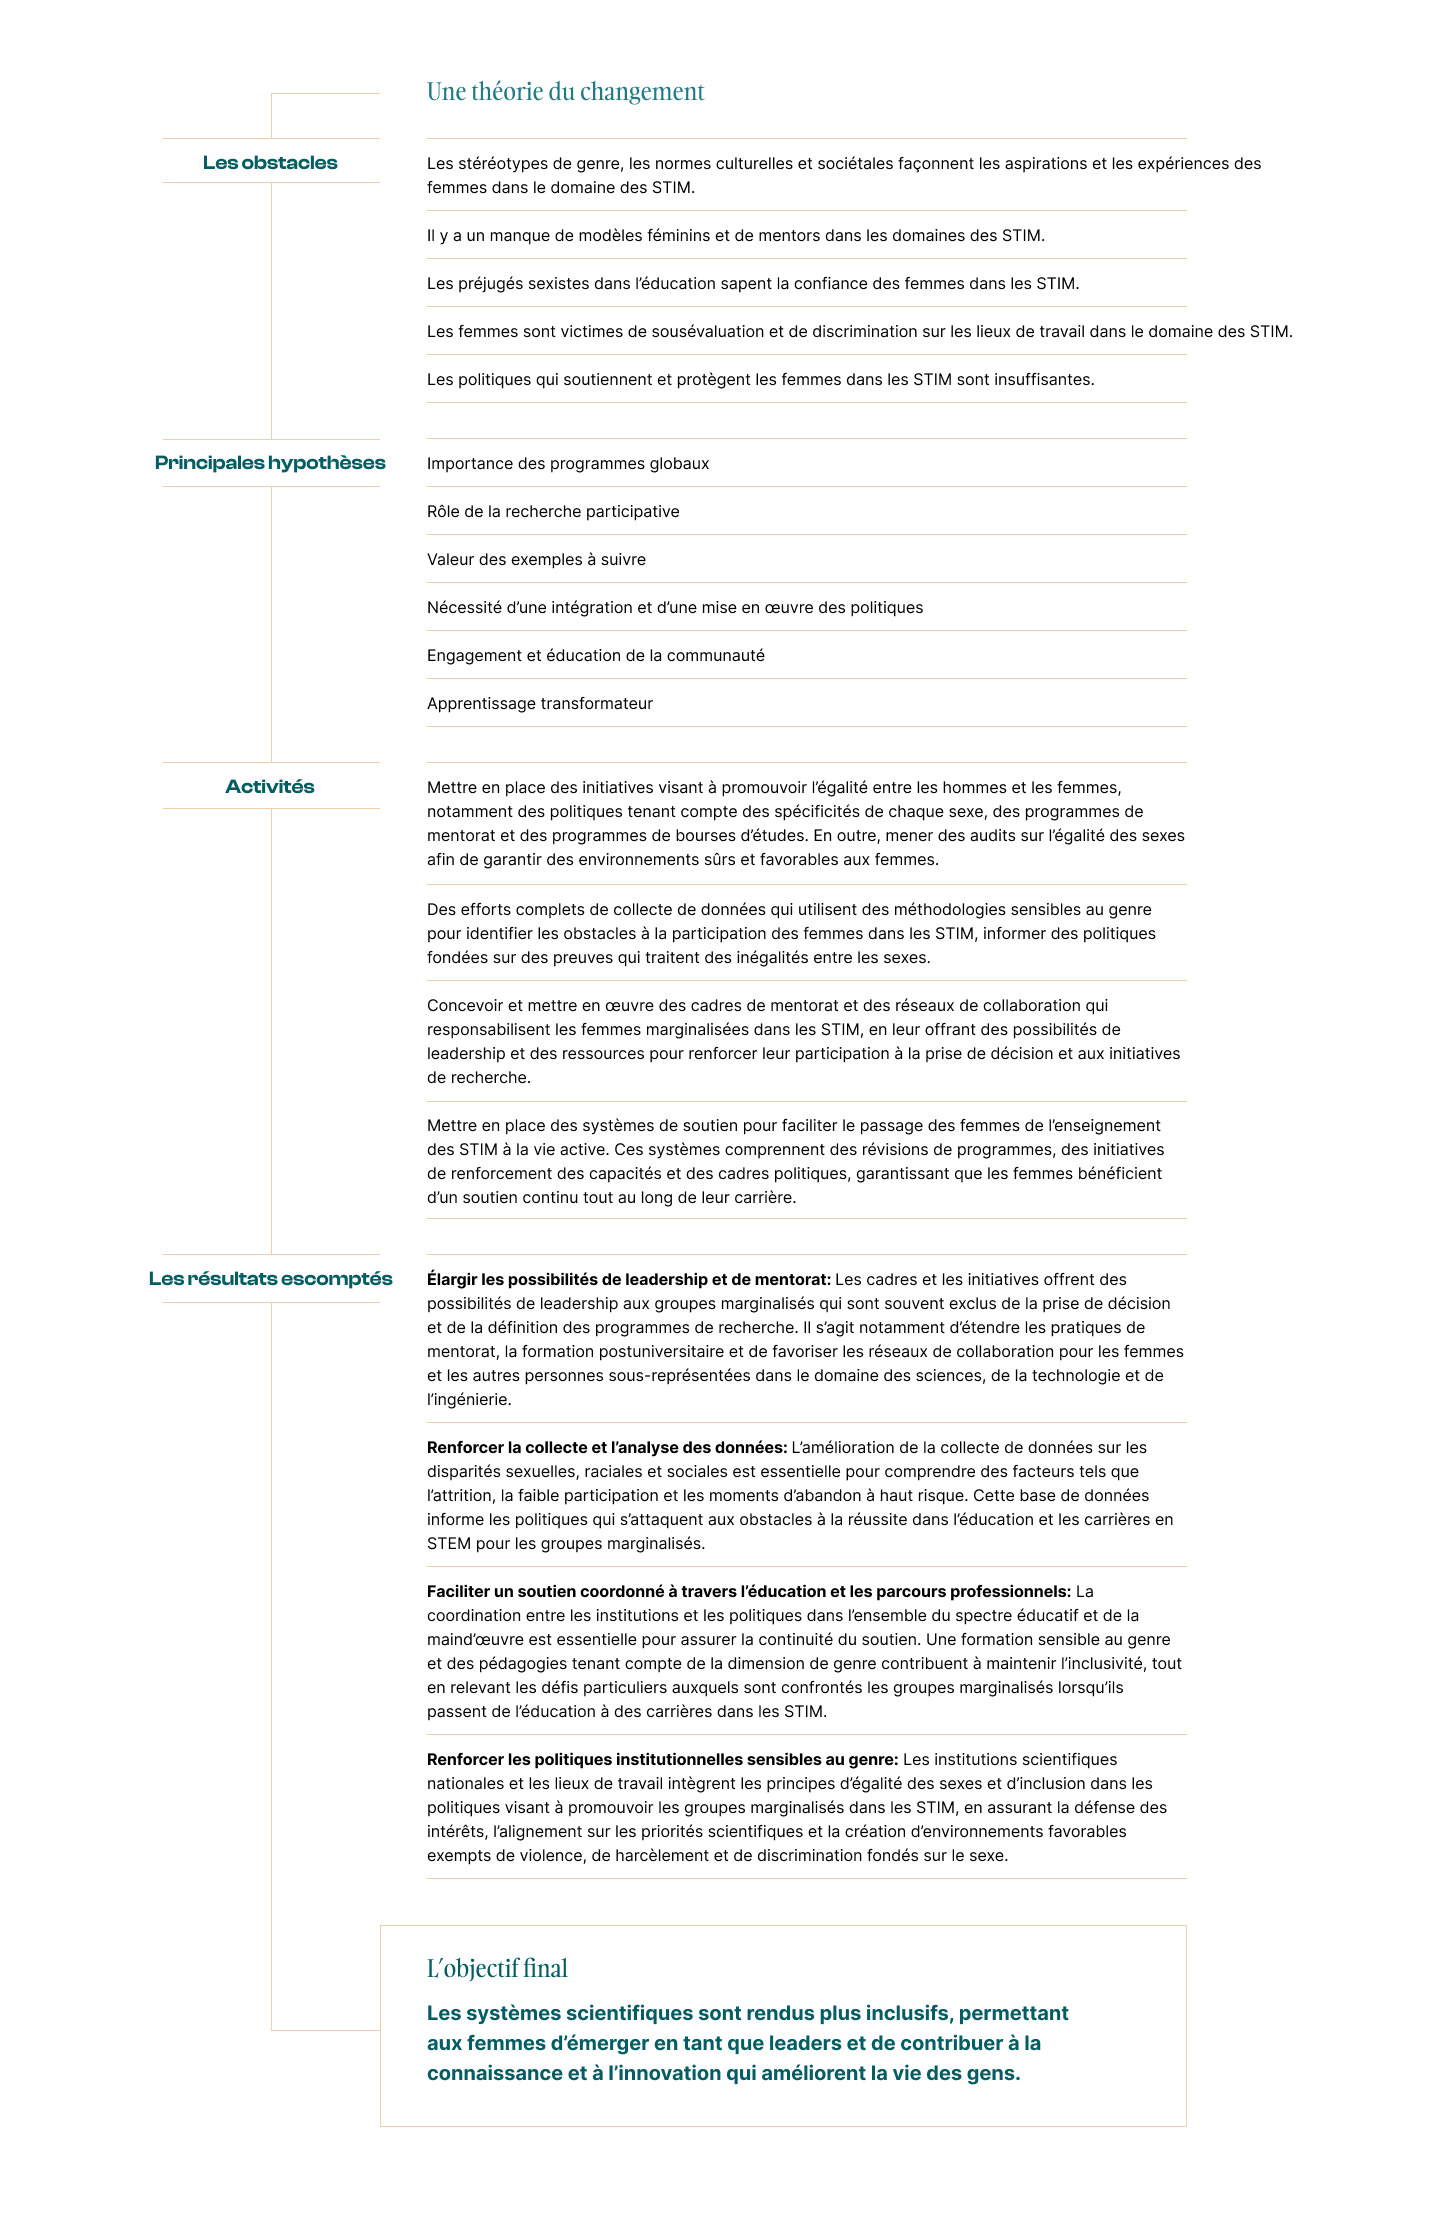 Une théorie du changement
Les obstacles
Les stéréotypes de genre, les normes culturelles et sociétales façonnent les aspirations et les expériences des
femmes dans le domaine des STIM.
Il y a un manque de modèles féminins et de mentors dans les domaines des STIM.
Les préjugés sexistes dans l’éducation sapent la confiance des femmes dans les STIM.
Les femmes sont victimes de sousévaluation et de discrimination sur les lieux de travail dans le domaine des STIM.
Les politiques qui soutiennent et protègent les femmes dans les STIM sont insuffisantes.
Principales hypothèses
Importance des programmes globaux
Rôle de la recherche participative
Valeur des exemples à suivre
Nécessité d’une intégration et d’une mise en œuvre des politiques
Engagement et éducation de la communauté
Apprentissage transformateur
Activités
Mettre en place des initiatives visant à promouvoir l’égalité entre les hommes et les femmes,
notamment des politiques tenant compte des spécificités de chaque sexe, des programmes de
mentorat et des programmes de bourses d’études. En outre, mener des audits sur l’égalité des sexes
afin de garantir des environnements sûrs et favorables aux femmes.
Des efforts complets de collecte de données qui utilisent des méthodologies sensibles au genre
pour identifier les obstacles à la participation des femmes dans les STIM, informer des politiques
fondées sur des preuves qui traitent des inégalités entre les sexes.
Concevoir et mettre en œuvre des cadres de mentorat et des réseaux de collaboration qui
responsabilisent les femmes marginalisées dans les STIM, en leur offrant des possibilités de
leadership et des ressources pour renforcer leur participation à la prise de décision et aux initiatives
de recherche.
Mettre en place des systèmes de soutien pour faciliter le passage des femmes de l’enseignement
des STIM à la vie active. Ces systèmes comprennent des révisions de programmes, des initiatives
de renforcement des capacités et des cadres politiques, garantissant que les femmes bénéficient
d’un soutien continu tout au long de leur carrière.
Les résultats escomptés
Élargir les possibilités de leadership et de mentorat: Les cadres et les initiatives offrent des
possibilités de leadership aux groupes marginalisés qui sont souvent exclus de la prise de décision
et de la définition des programmes de recherche. Il s’agit notamment d’étendre les pratiques de
mentorat, la formation postuniversitaire et de favoriser les réseaux de collaboration pour les femmes
et les autres personnes sous-représentées dans le domaine des sciences, de la technologie et de
l’ingénierie.
Renforcer la collecte et l’analyse des données: L’amélioration de la collecte de données sur les
disparités sexuelles, raciales et sociales est essentielle pour comprendre des facteurs tels que
l’attrition, la faible participation et les moments d’abandon à haut risque. Cette base de données
informe les politiques qui s’attaquent aux obstacles à la réussite dans l’éducation et les carrières en
STEM pour les groupes marginalisés.
Faciliter un soutien coordonné à travers l’éducation et les parcours professionnels: La
coordination entre les institutions et les politiques dans l’ensemble du spectre éducatif et de la
maind’œuvre est essentielle pour assurer la continuité du soutien. Une formation sensible au genre
et des pédagogies tenant compte de la dimension de genre contribuent à maintenir l’inclusivité, tout
en relevant les défis particuliers auxquels sont confrontés les groupes marginalisés lorsqu’ils
passent de l’éducation à des carrières dans les STIM.
Renforcer les politiques institutionnelles sensibles au genre: Les institutions scientifiques
nationales et les lieux de travail intègrent les principes d’égalité des sexes et d’inclusion dans les
politiques visant à promouvoir les groupes marginalisés dans les STIM, en assurant la défense des
intérêts, l’alignement sur les priorités scientifiques et la création d’environnements favorables
exempts de violence, de harcèlement et de discrimination fondés sur le sexe.
L’objectif final
Les systèmes scientifiques sont rendus plus inclusifs, permettant
aux femmes d’émerger en tant que leaders et de contribuer à la
connaissance et à l’innovation qui améliorent la vie des gens.